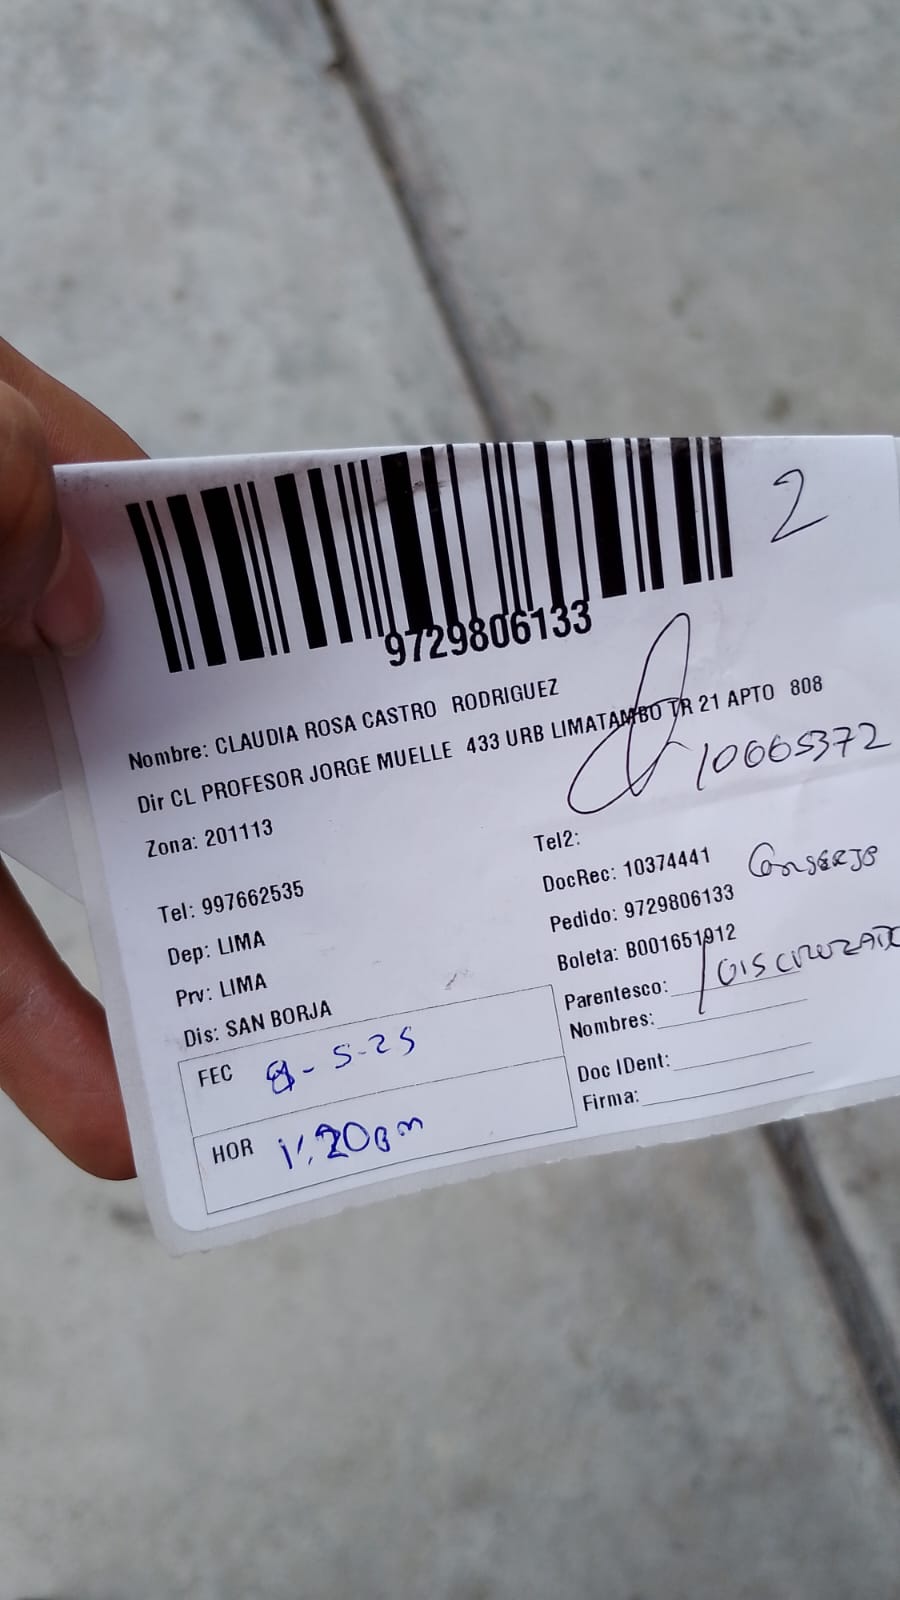 2
9729806133
Nombre: CLAUDIA ROSA CASTRO RODRIGUEZ
Dir CL PROFESOR JORGE MUELLE 433 URB LIMATAMBO TR 21 APTO 808
10665372
Zona: 201113
Tel2:
Tel: 997662535
DocRec: 10374441
Conserje
Dep: LIMA
Pedido: 9729806133
Prv: LIMA
Boleta: B001651912
Dis: SAN BORJA
Parentesco:
Nombres:
FEC 8-5-25
Doc IDent:
HOR
Firma: